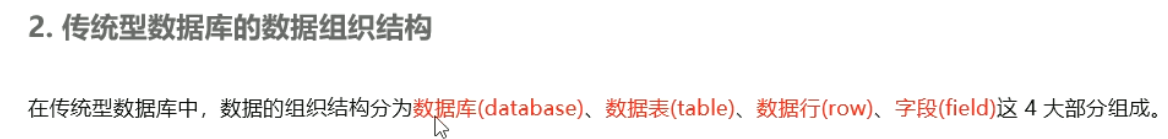 2. 传统型数据库的数据组织结构
在传统型数据库中，数据的组织结构分为数据库(database)、数据表(table)、数据行(row)、字段(field)这 4 大部分组成。